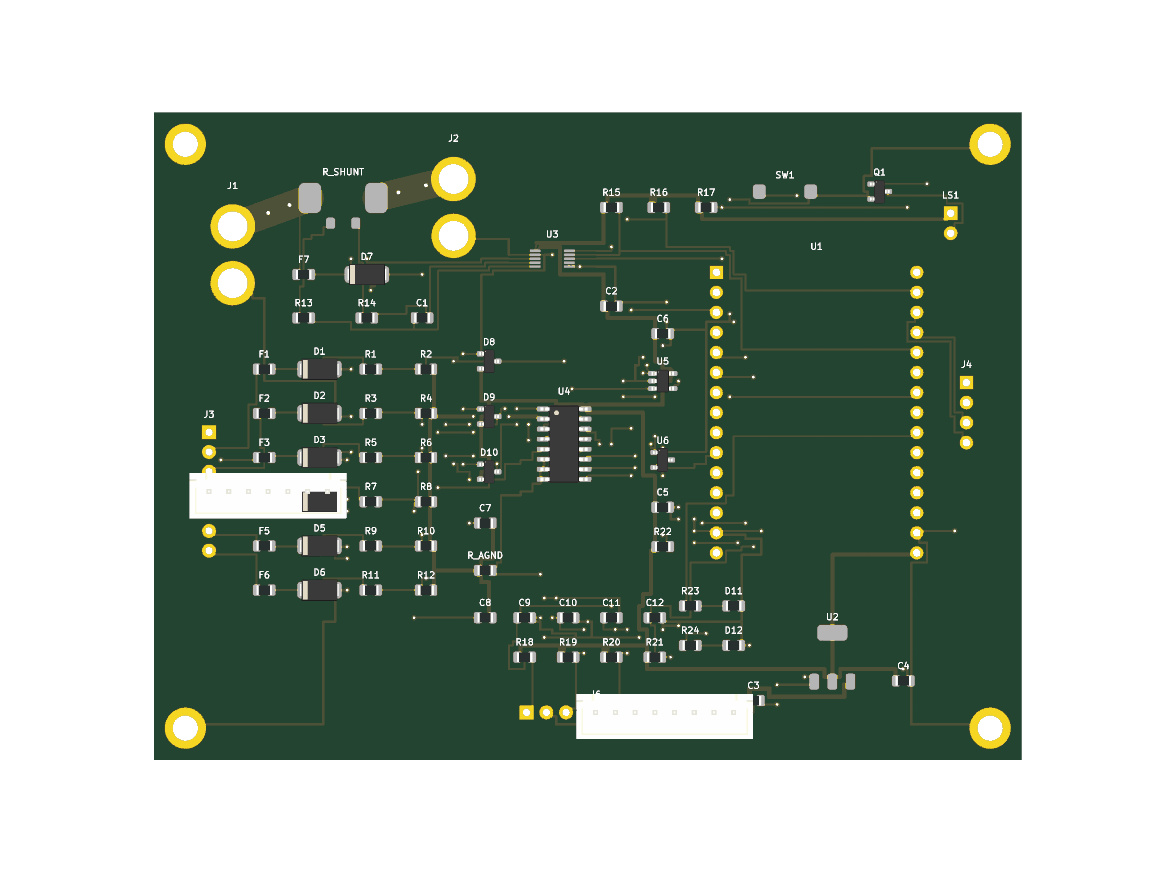 J2
R_SHUNT
Q1
SW1
J1
LS1
R15 R16 R17
U3
U1
F7
D7
C2
R13 R14 C1
C6
D8
F1 D1 R1 R2
U5
J4
F2 D2 R3 R4
D9
U4
J3
F3 D3 R5 R6
D10
U6
R7 R8
C7
C5
F5 D5 R9 R10
R22
R_AGND
F6 D6 R11 R12
R23 D11
C8 C9 C10 C11 C12
U2
R24 D12
R18 R19 R20 R21
C4
C3